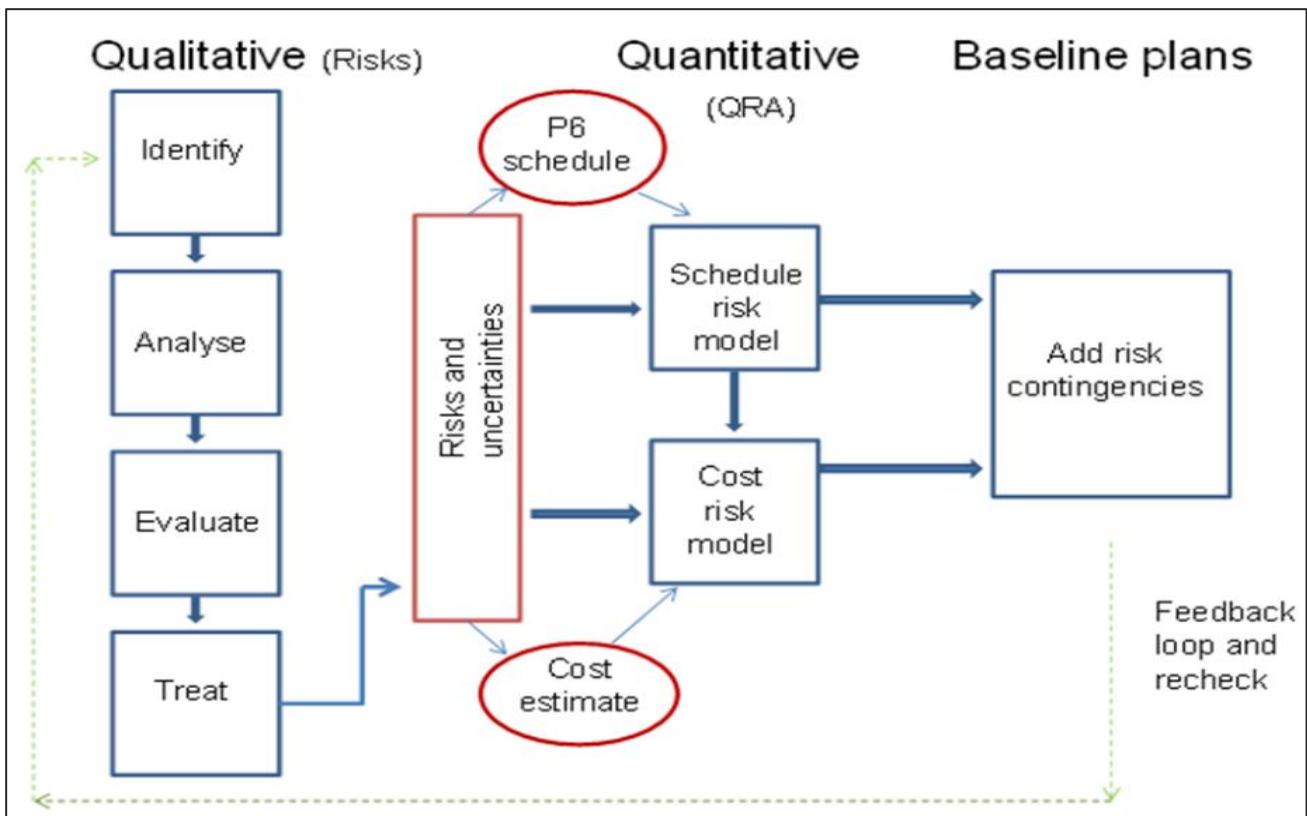 Qualitative (Risks)
Quantitative
(QRA)
Baseline plans
Identify
Analyse
Evaluate
Treat
Risks and
uncertainties
P6
schedule
Cost
estimate
Schedule
risk
model
Cost
risk
model
Add risk
contingencies
Feedback
loop and
recheck